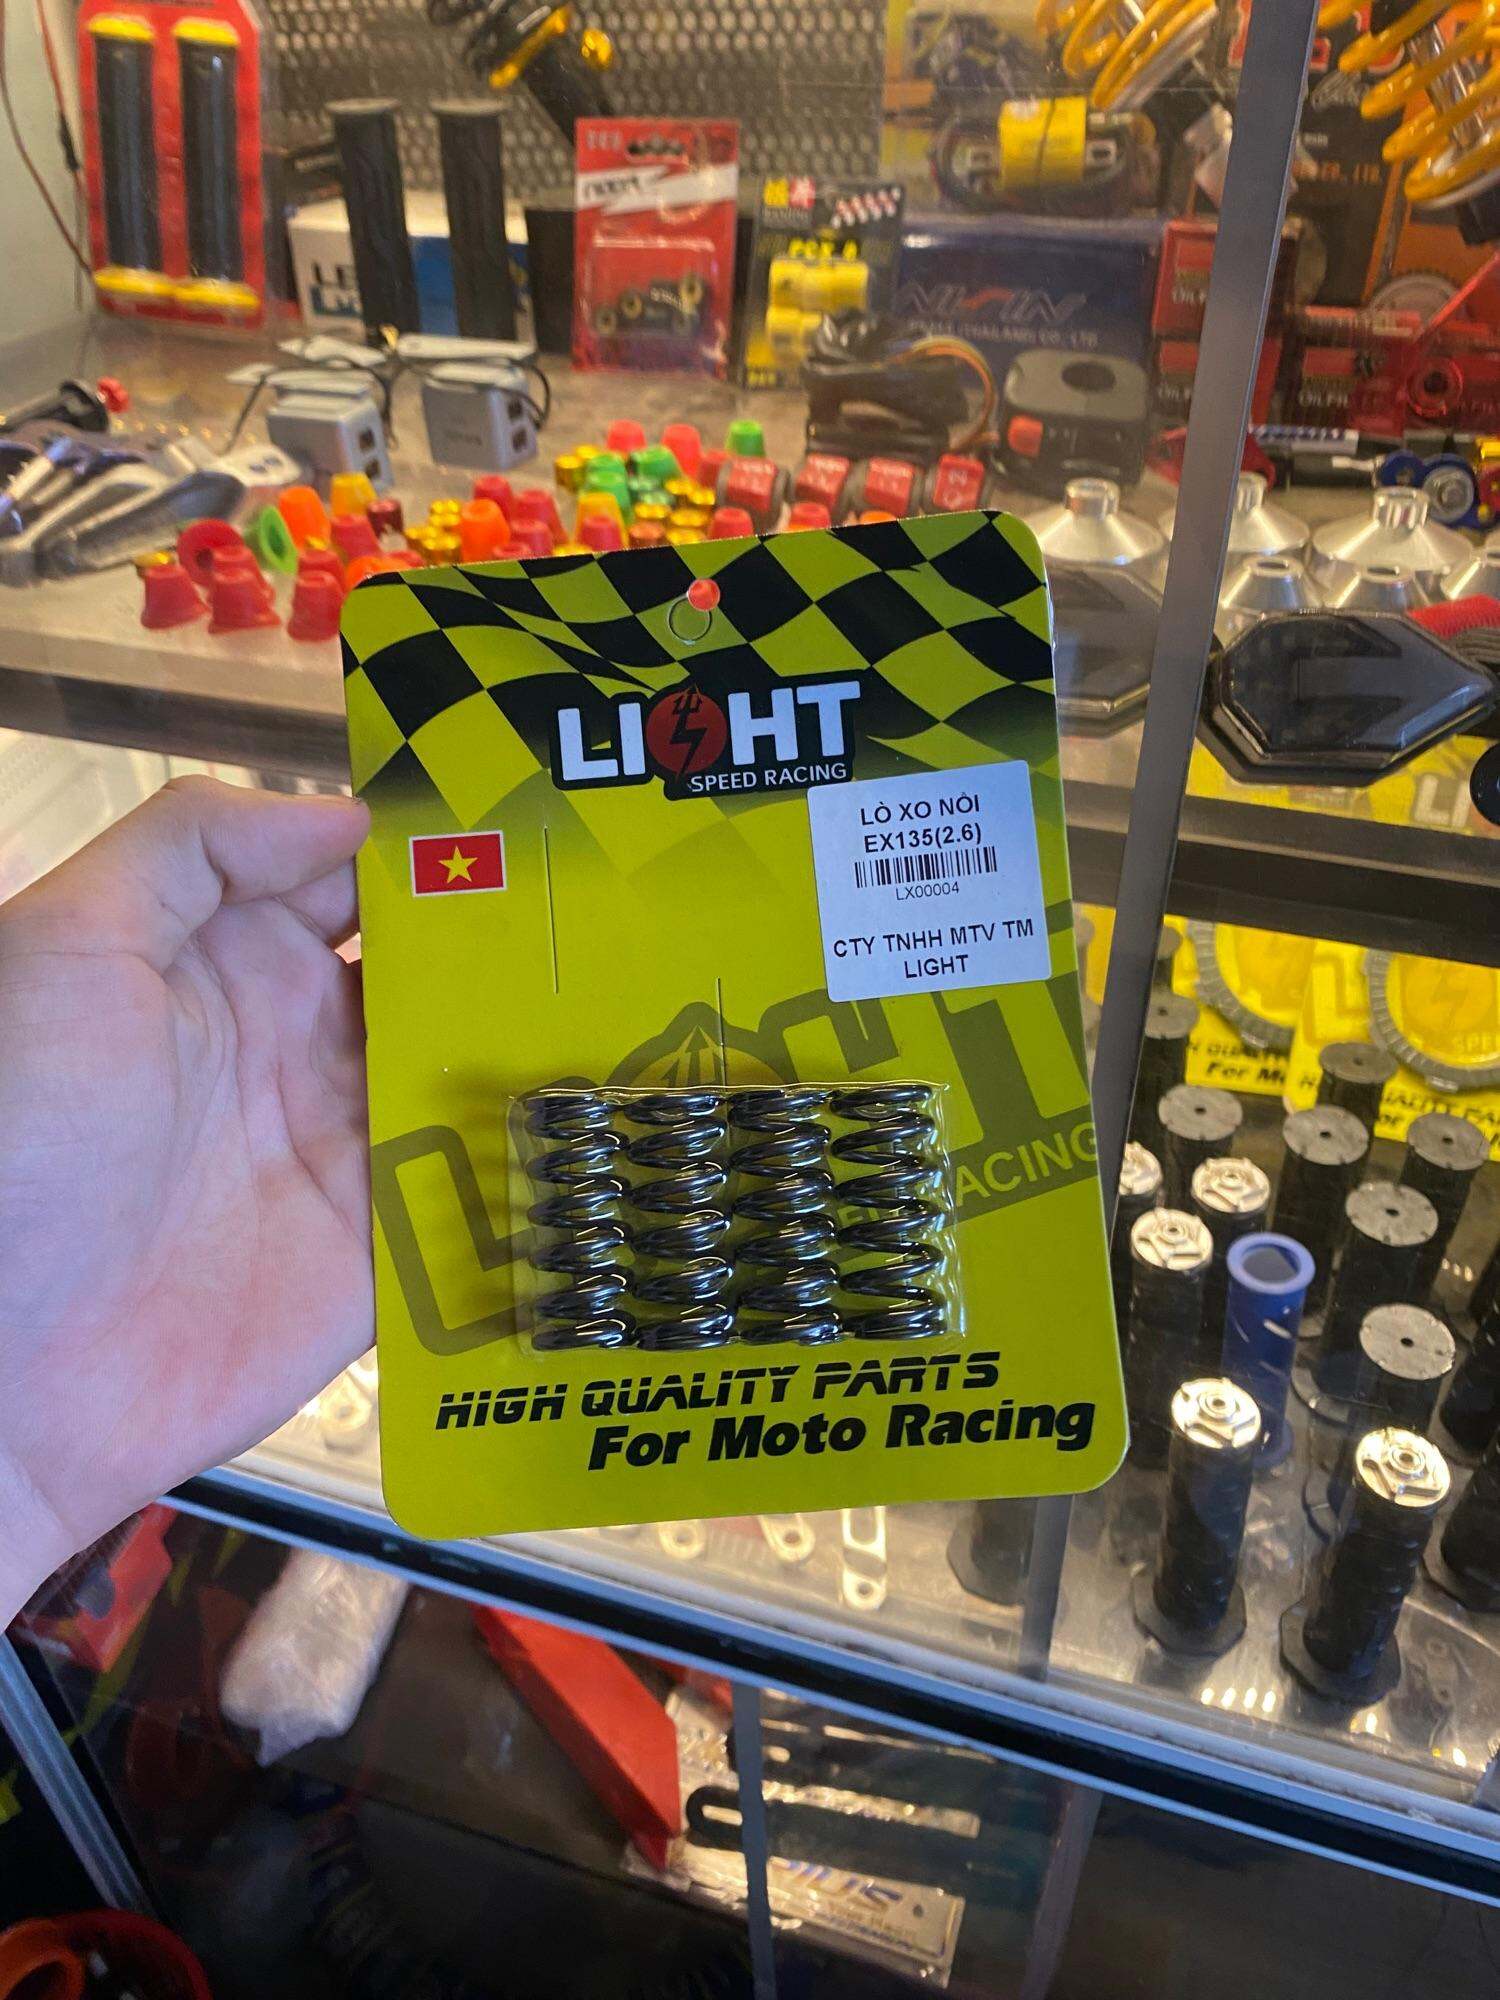 LIGHT
SPEED RACING
LÒ XO NỒI
EX135(2.6)
LX00004
CTY TNHH MTV TM
LIGHT
RACING
HIGH QUALITY PARTS
For Moto Racing